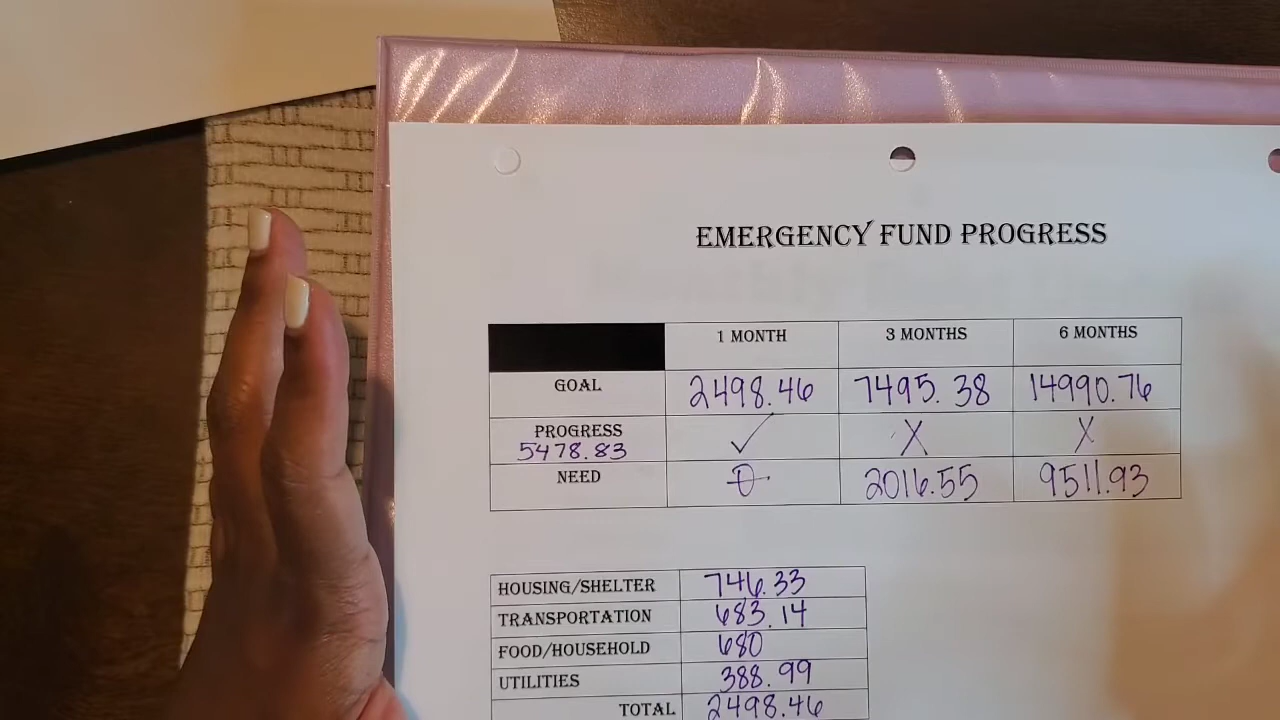 EMERGENCY FUND PROGRESS
1 MONTH 3 MONTHS 6 MONTHS
GOAL 2498.46 7495.38 14990.76
PROGRESS 5478.83 ✓ X X
NEED 0 2016.55 9511.93
HOUSING/SHELTER 746.33
TRANSPORTATION 683.14
FOOD/HOUSEHOLD 680
UTILITIES 388.99
TOTAL 2498.46